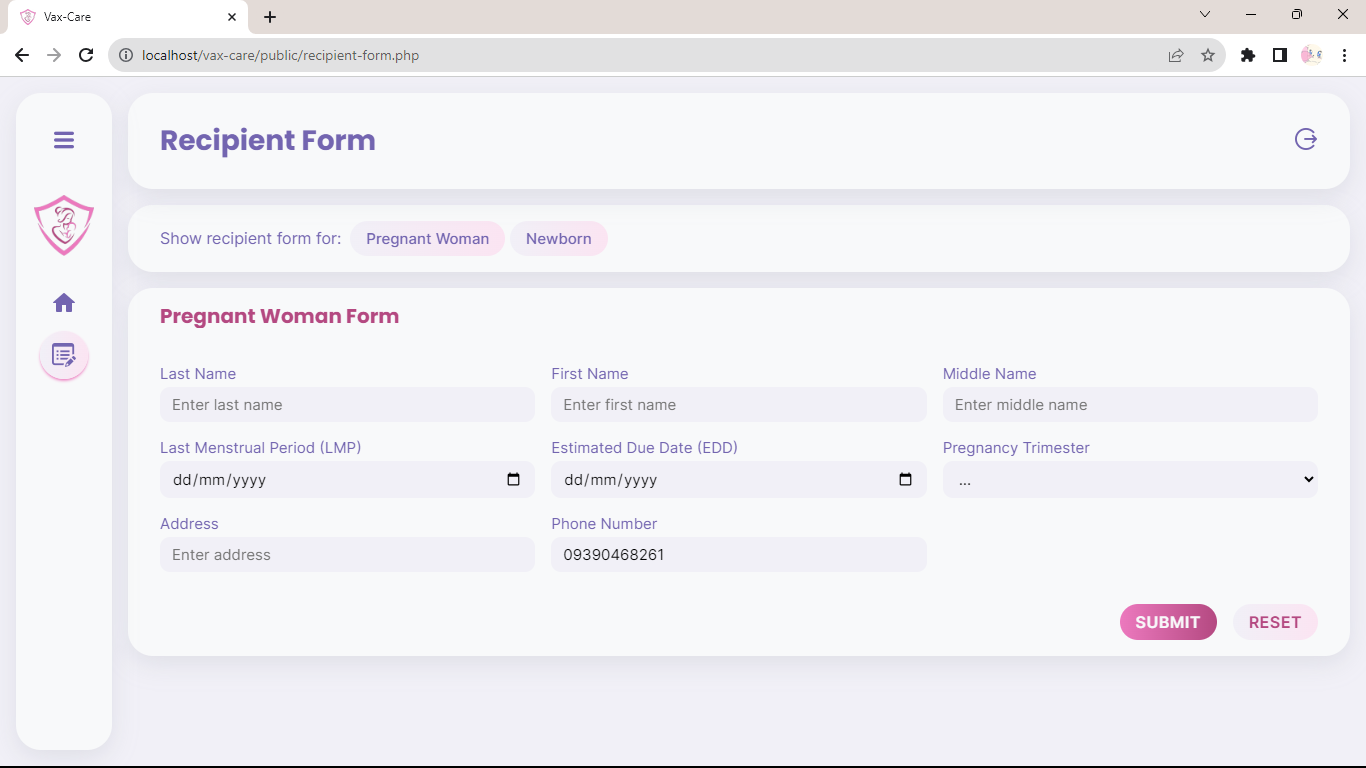 Vax-Care
localhost/vax-care/public/recipient-form.php
Recipient Form
Show recipient form for: Pregnant Woman Newborn
Pregnant Woman Form
Last Name First Name Middle Name
Enter last name Enter first name Enter middle name
Last Menstrual Period (LMP) Estimated Due Date (EDD) Pregnancy Trimester
dd/mm/yyyy dd/mm/yyyy ...
Address Phone Number
Enter address 09390468261
SUBMIT RESET